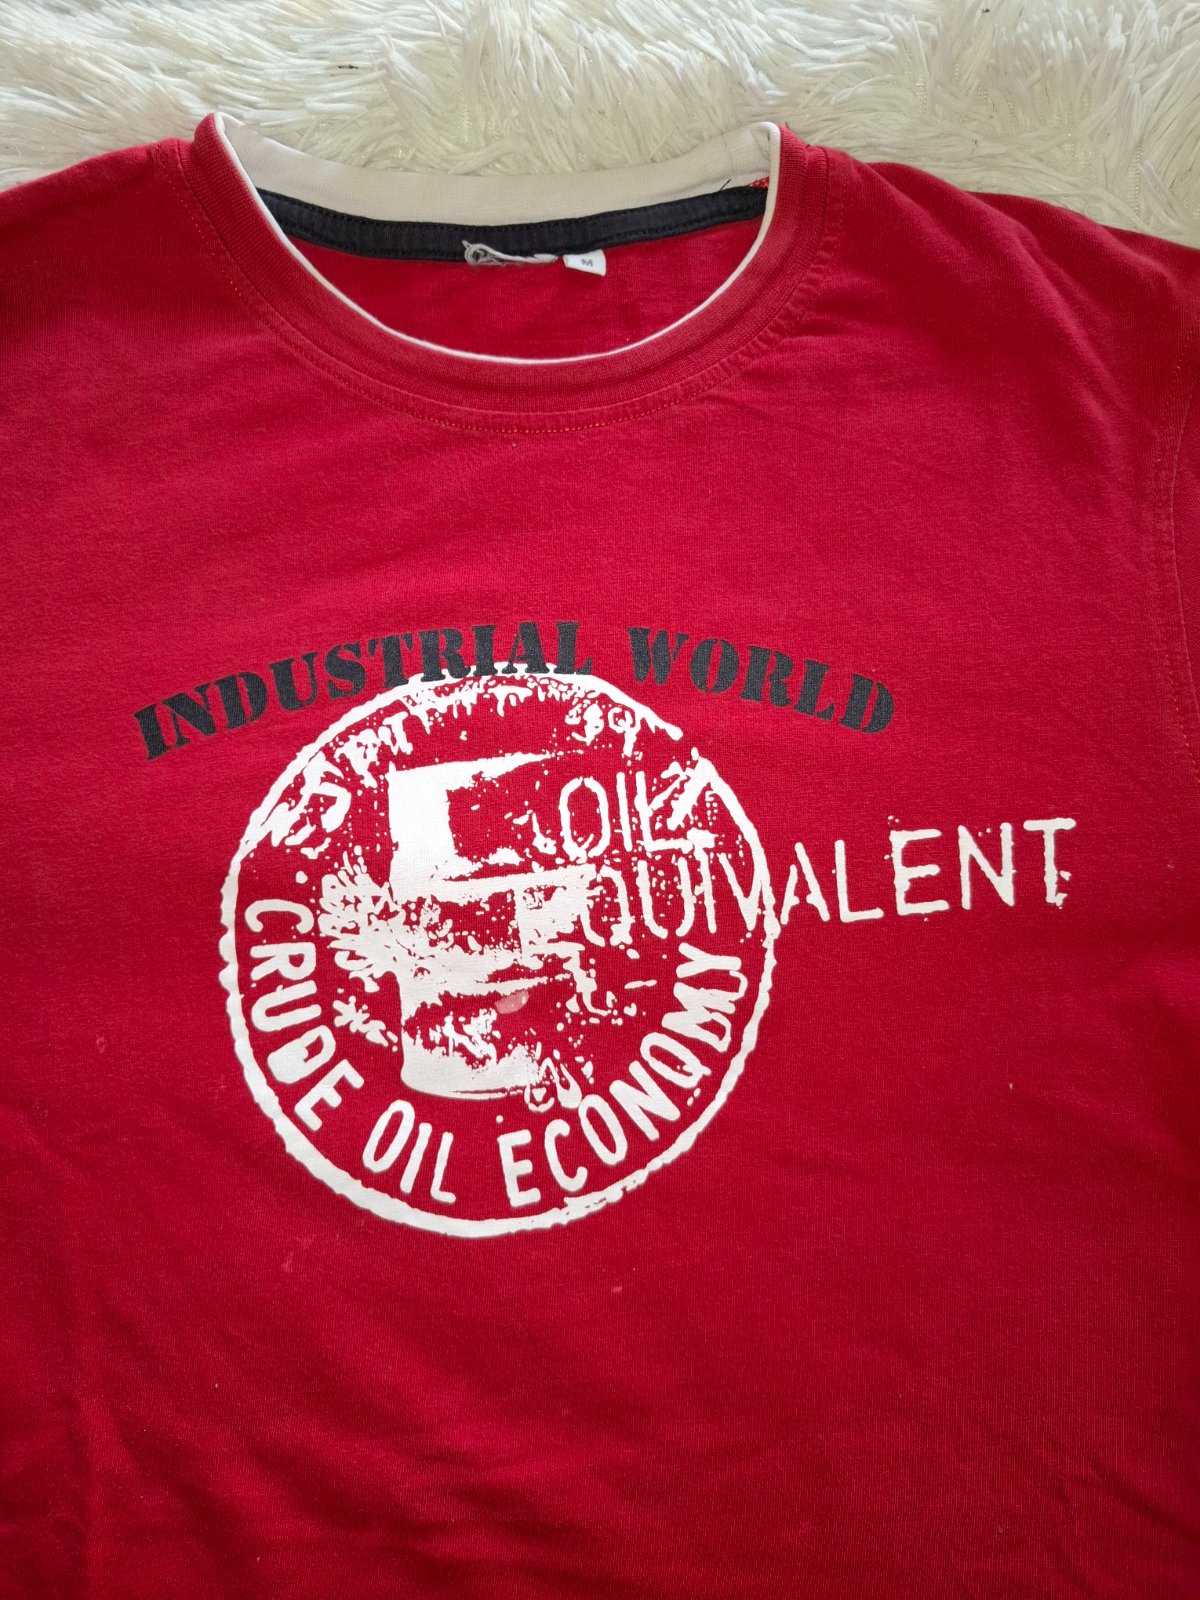 M
INDUSTRIAL WORLD
OIL
EQUIVALENT
CRUDE OIL ECONOMY